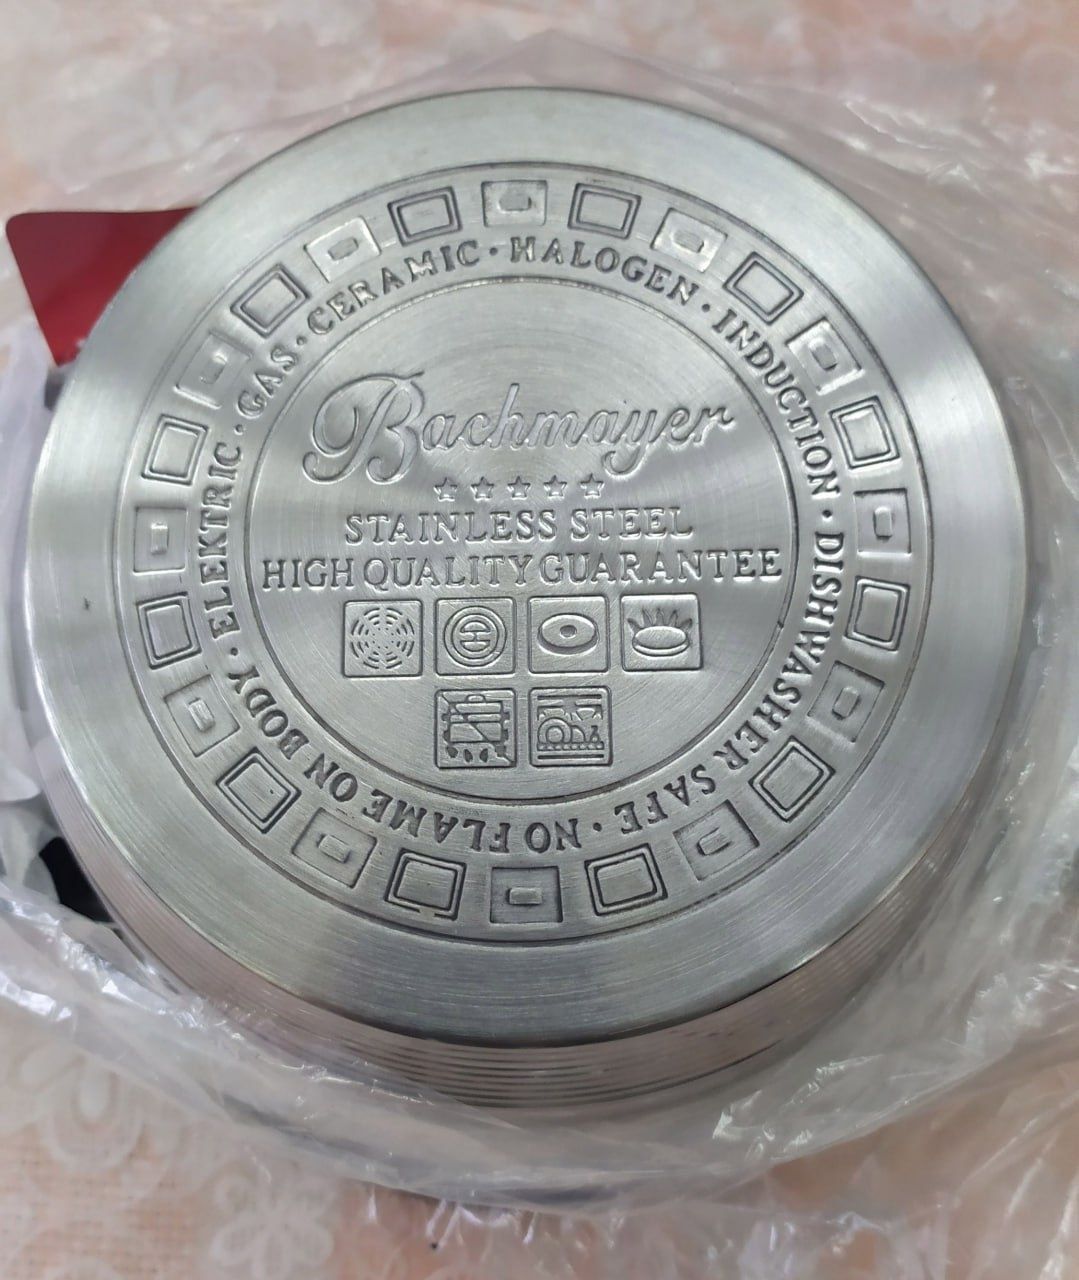 Bachmayer
STAINLESS STEEL
HIGH QUALITY GUARANTEE
ELEKTRIC · GAS · CERAMIC · HALOGEN · INDUCTION · DISHWASHER SAFE · NO FLAME ON BODY ·